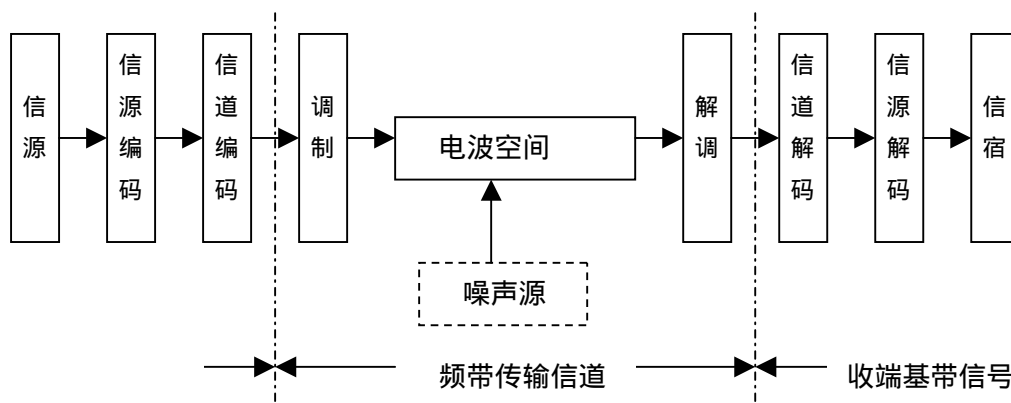 信源
信源编码
信道编码
调制
电波空间
解调
信道解码
信源解码
信宿
噪声源
频带传输信道
收端基带信号